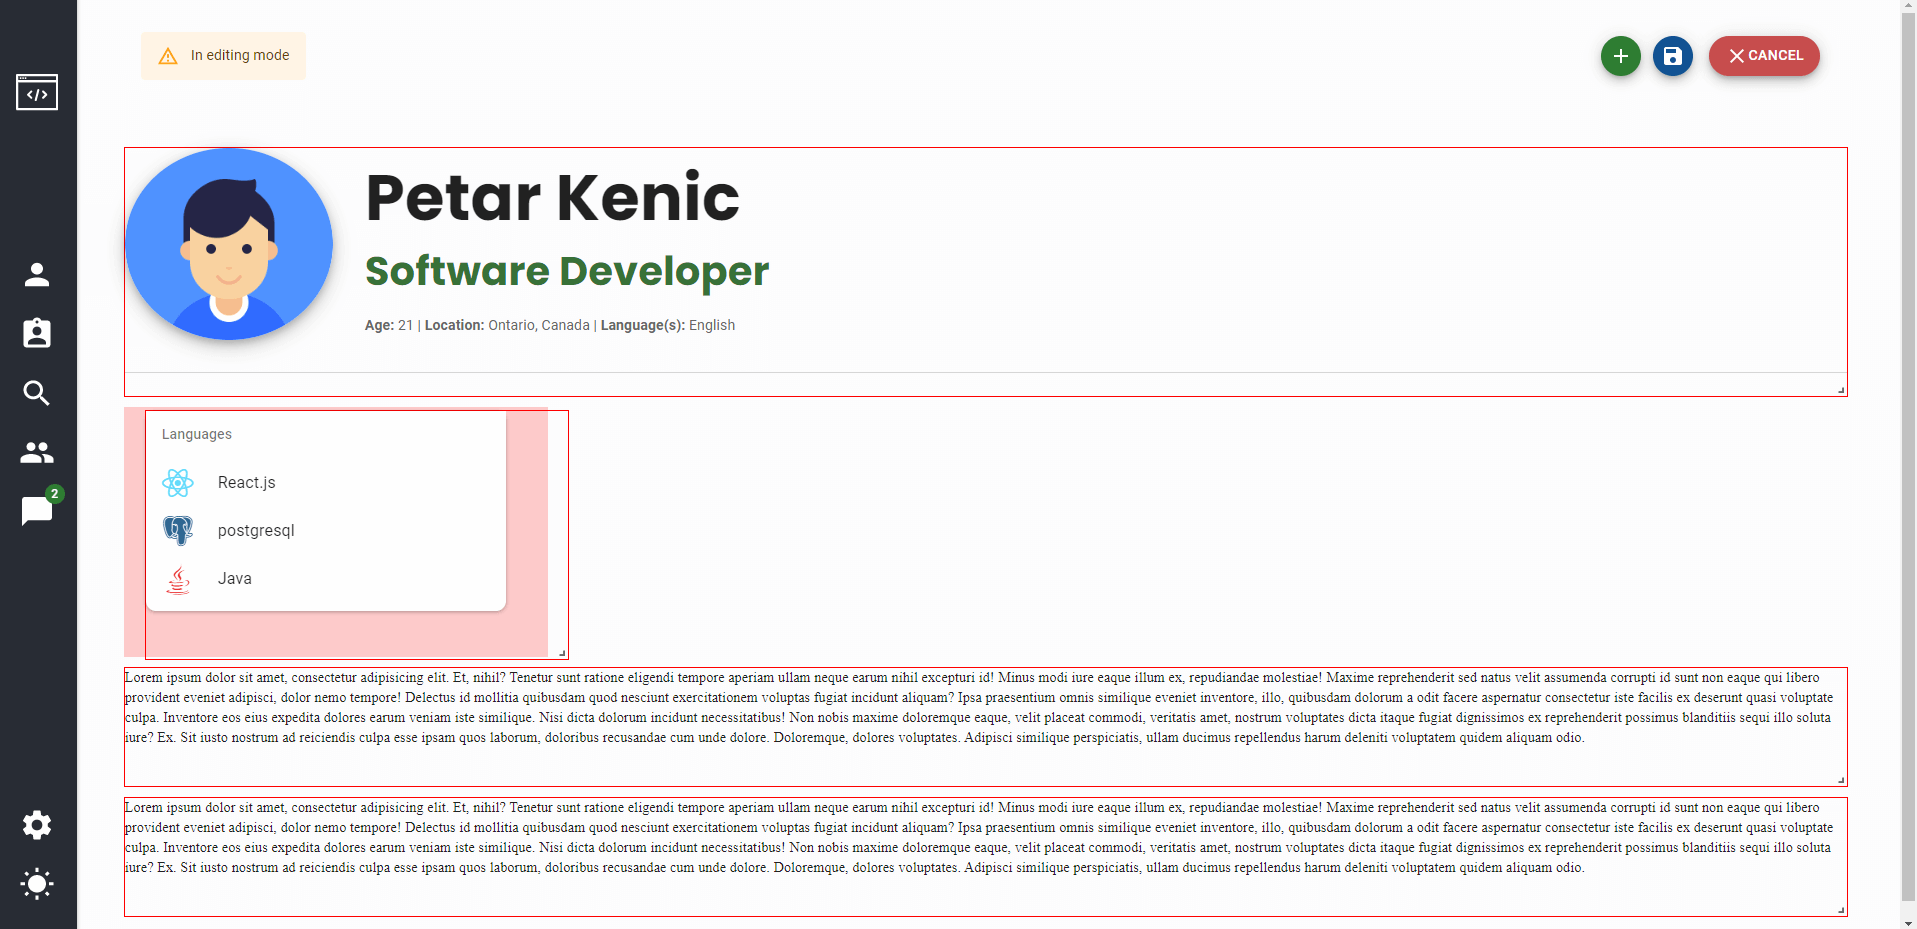 In editing mode
CANCEL
</>
Petar Kenic
Software Developer
Age: 21 | Location: Ontario, Canada | Language(s): English
Languages
React.js
postgresql
2
Java
Lorem ipsum dolor sit amet, consectetur adipisicing elit. Et, nihil? Tenetur sunt ratione eligendi tempore aperiam ullam neque earum nihil excepturi id! Minus modi iure eaque illum ex, repudiandae molestiae! Maxime reprehenderit sed natus velit assumenda corrupti id sunt non eaque qui libero
provident eveniet adipisci, dolor nemo tempore! Delectus id mollitia quibusdam quod nesciunt exercitationem voluptas fugiat incidunt aliquam? Ipsa praesentium omnis similique eveniet inventore, illo, quibusdam dolorum a odit facere aspernatur consectetur iste facilis ex deserunt quasi voluptate
culpa. Inventore eos eius expedita dolores earum veniam iste similique. Nisi dicta dolorum incidunt necessitatibus! Non nobis maxime doloremque eaque, velit placeat commodi, veritatis amet, nostrum voluptates dicta itaque fugiat dignissimos ex reprehenderit possimus blanditiis sequi illo soluta
iure? Ex. Sit iusto nostrum ad reiciendis culpa esse ipsam quos laborum, doloribus recusandae cum unde dolore. Doloremque, dolores voluptates. Adipisci similique perspiciatis, ullam ducimus repellendus harum deleniti voluptatem quidem aliquam odio.
Lorem ipsum dolor sit amet, consectetur adipisicing elit. Et, nihil? Tenetur sunt ratione eligendi tempore aperiam ullam neque earum nihil excepturi id! Minus modi iure eaque illum ex, repudiandae molestiae! Maxime reprehenderit sed natus velit assumenda corrupti id sunt non eaque qui libero
provident eveniet adipisci, dolor nemo tempore! Delectus id mollitia quibusdam quod nesciunt exercitationem voluptas fugiat incidunt aliquam? Ipsa praesentium omnis similique eveniet inventore, illo, quibusdam dolorum a odit facere aspernatur consectetur iste facilis ex deserunt quasi voluptate
culpa. Inventore eos eius expedita dolores earum veniam iste similique. Nisi dicta dolorum incidunt necessitatibus! Non nobis maxime doloremque eaque, velit placeat commodi, veritatis amet, nostrum voluptates dicta itaque fugiat dignissimos ex reprehenderit possimus blanditiis sequi illo soluta
iure? Ex. Sit iusto nostrum ad reiciendis culpa esse ipsam quos laborum, doloribus recusandae cum unde dolore. Doloremque, dolores voluptates. Adipisci similique perspiciatis, ullam ducimus repellendus harum deleniti voluptatem quidem aliquam odio.